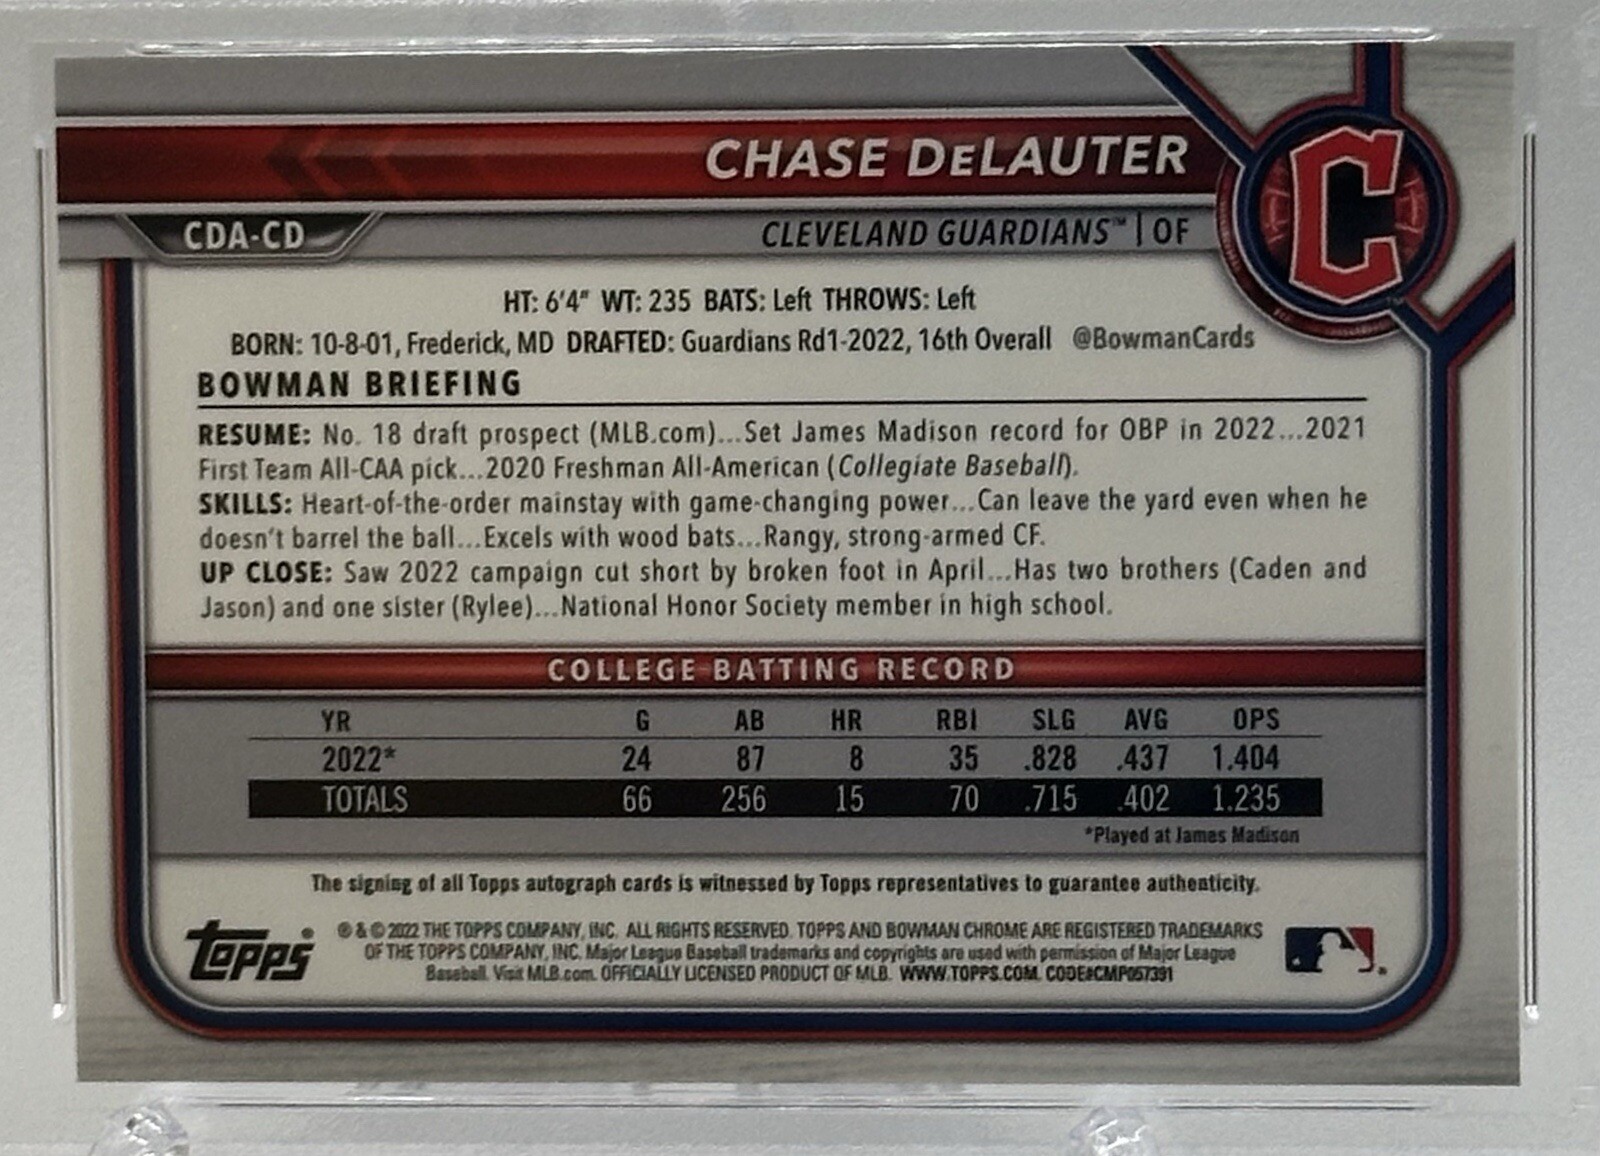 CHASE DeLAUTER
CDA-CD
CLEVELAND GUARDIANS™ | OF
C
HT: 6'4" WT: 235 BATS: Left THROWS: Left
BORN: 10-8-01, Frederick, MD DRAFTED: Guardians Rd1-2022, 16th Overall @BowmanCards
BOWMAN BRIEFING
RESUME: No. 18 draft prospect (MLB.com)...Set James Madison record for OBP in 2022...2021
First Team All-CAA pick...2020 Freshman All-American (Collegiate Baseball).
SKILLS: Heart-of-the-order mainstay with game-changing power...Can leave the yard even when he
doesn't barrel the ball...Excels with wood bats...Rangy, strong-armed CF.
UP CLOSE: Saw 2022 campaign cut short by broken foot in April...Has two brothers (Caden and
Jason) and one sister (Rylee)...National Honor Society member in high school.
COLLEGE BATTING RECORD
YR G AB HR RBI SLG AVG OPS
2022* 24 87 8 35 .828 .437 1.404
TOTALS 66 256 15 70 .715 .402 1.235
*Played at James Madison
The signing of all Topps autograph cards is witnessed by Topps representatives to guarantee authenticity.
topps®
® & © 2022 THE TOPPS COMPANY, INC. ALL RIGHTS RESERVED. TOPPS AND BOWMAN CHROME ARE REGISTERED TRADEMARKS
OF THE TOPPS COMPANY, INC. Major League Baseball trademarks and copyrights are used with permission of Major League
Baseball. Visit MLB.com. OFFICIALLY LICENSED PRODUCT OF MLB. WWW.TOPPS.COM. CODE#CMP057391